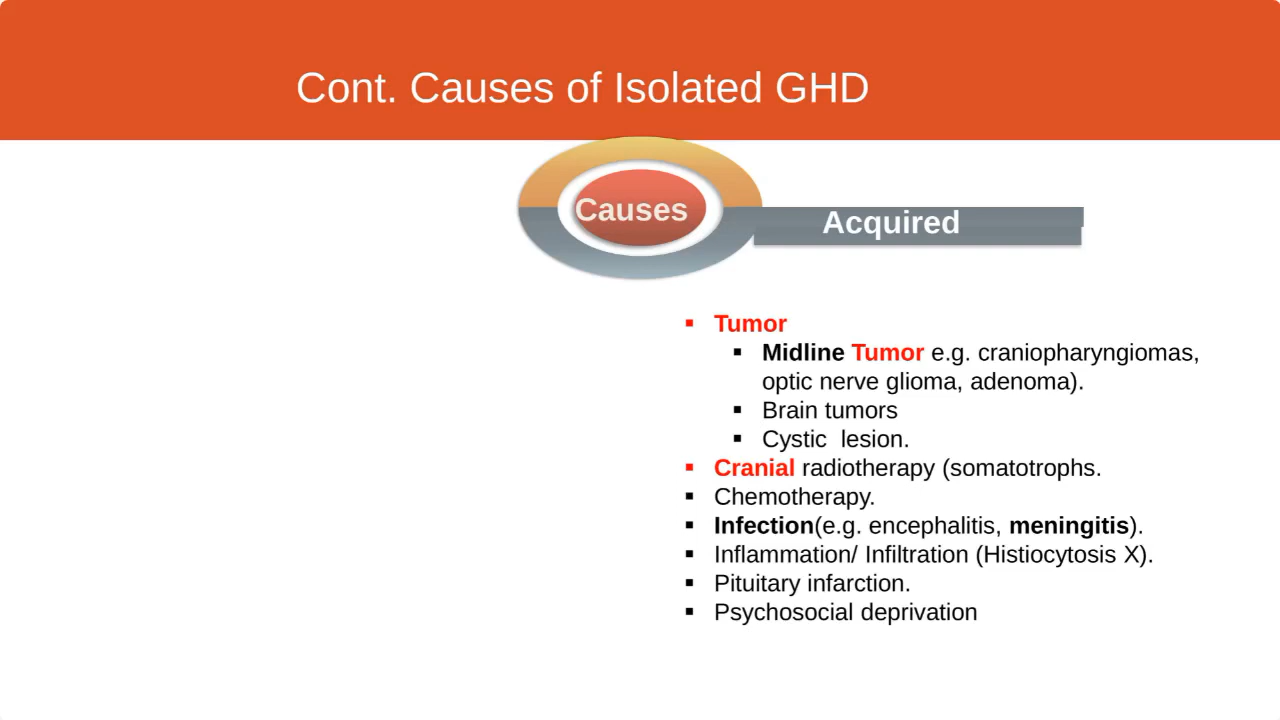 Cont. Causes of Isolated GHD
Causes
Acquired
▪ Tumor
▪ Midline Tumor e.g. craniopharyngiomas,
optic nerve glioma, adenoma).
▪ Brain tumors
▪ Cystic  lesion.
▪ Cranial radiotherapy (somatotrophs.
▪ Chemotherapy.
▪ Infection(e.g. encephalitis, meningitis).
▪ Inflammation/ Infiltration (Histiocytosis X).
▪ Pituitary infarction.
▪ Psychosocial deprivation